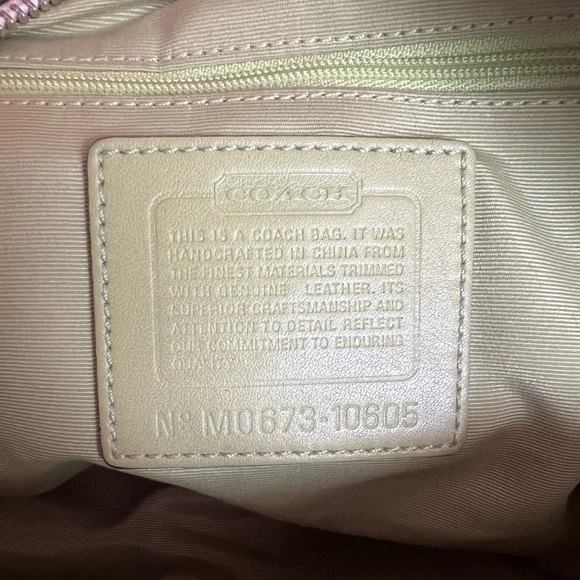 COACH
THIS IS A COACH BAG. IT WAS
HANDCRAFTED IN CHINA FROM
THE FINEST MATERIALS TRIMMED
WITH GENUINE LEATHER. ITS
SUPERIOR CRAFTSMANSHIP AND
ATTENTION TO DETAIL REFLECT
OUR COMMITMENT TO ENDURING
QUALITY.
No M0673-10605